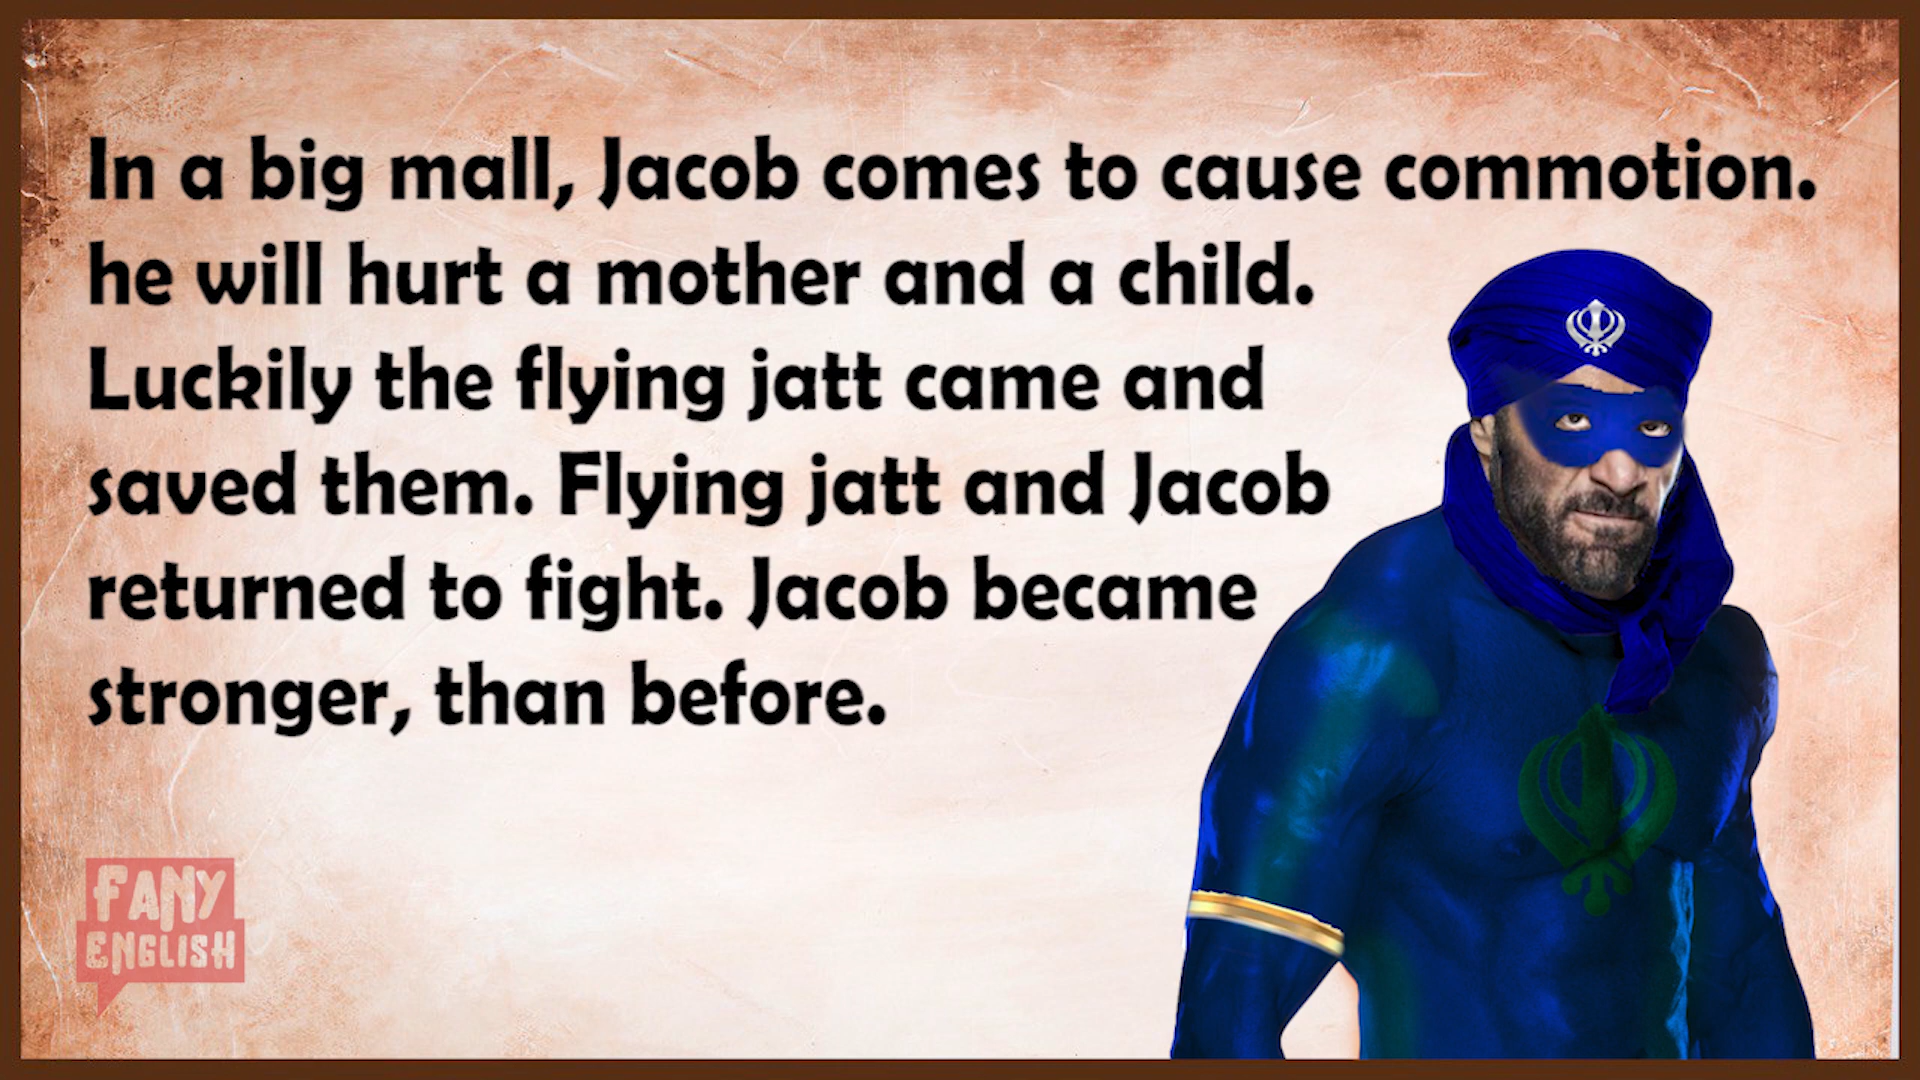 In a big mall, Jacob comes to cause commotion.
he will hurt a mother and a child.
Luckily the flying jatt came and
saved them. Flying jatt and Jacob
returned to fight. Jacob became
stronger, than before.
FANY
ENGLISH